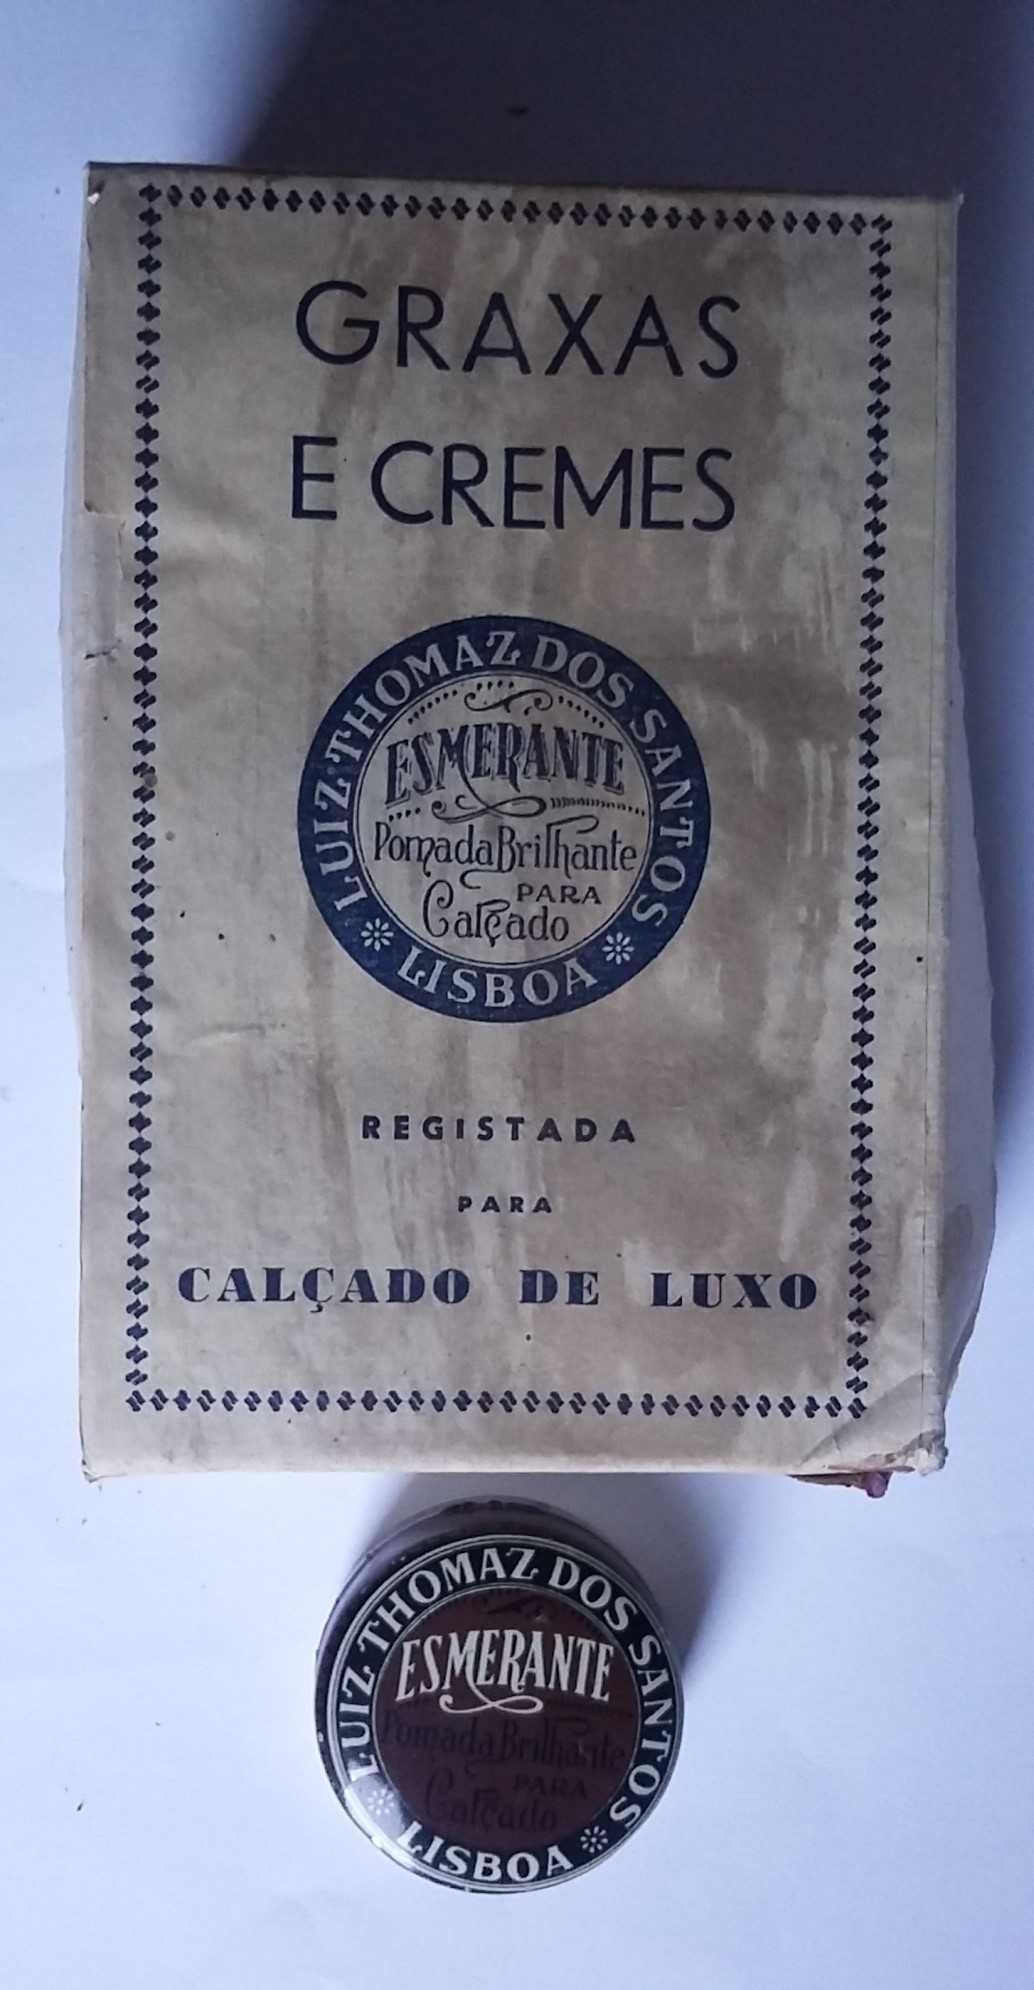 GRAXAS
E CREMES
LUIZ THOMAZ DOS SANTOS
ESMERANTE
Pomada Brilhante
PARA
Calçado
LISBOA
REGISTADA
PARA
CALÇADO DE LUXO
LUIZ THOMAZ DOS SANTOS
ESMERANTE
Pomada Brilhante
PARA
Calçado
LISBOA